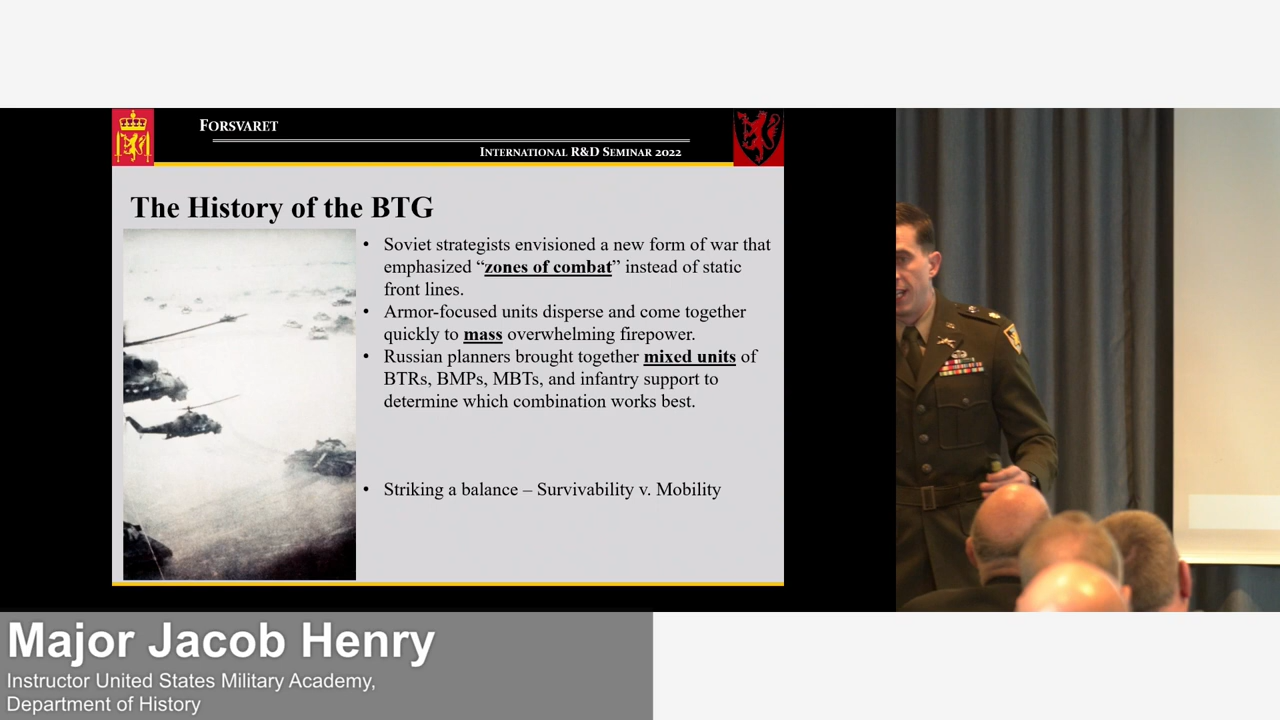 FORSVARET
INTERNATIONAL R&D SEMINAR 2022
The History of the BTG
• Soviet strategists envisioned a new form of war that
emphasized “zones of combat” instead of static
front lines.
• Armor-focused units disperse and come together
quickly to mass overwhelming firepower.
• Russian planners brought together mixed units of
BTRs, BMPs, MBTs, and infantry support to
determine which combination works best.
• Striking a balance – Survivability v. Mobility
Major Jacob Henry
Instructor United States Military Academy,
Department of History